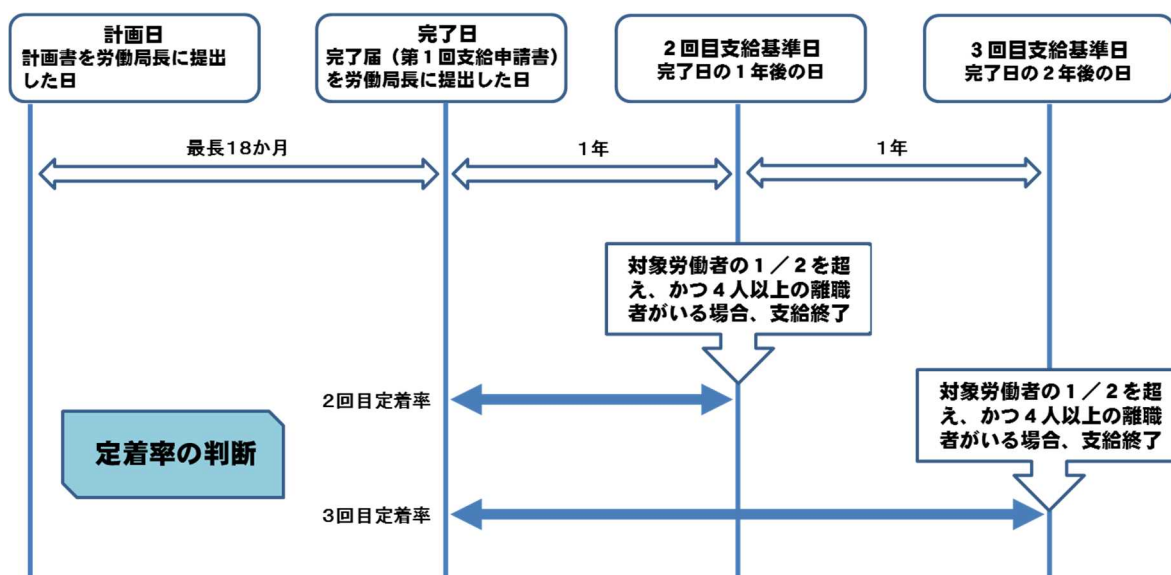 計画日
計画書を労働局長に提出
した日
完了日
完了届（第１回支給申請書）
を労働局長に提出した日
２回目支給基準日
完了日の１年後の日
３回目支給基準日
完了日の２年後の日
最長18か月
1年
1年
対象労働者の１／２を超
え、かつ４人以上の離職
者がいる場合、支給終了
2回目定着率
対象労働者の１／２を超
え、かつ４人以上の離職
者がいる場合、支給終了
定着率の判断
3回目定着率